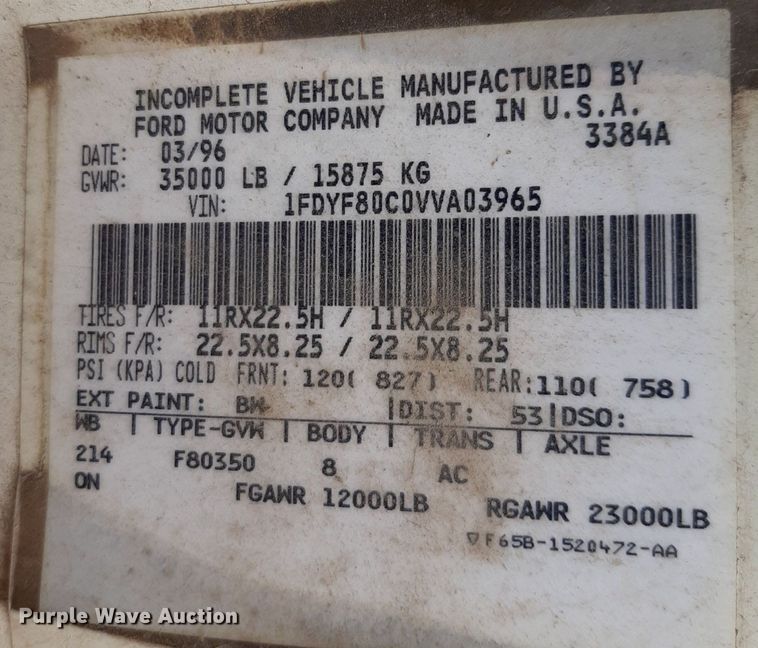 INCOMPLETE VEHICLE MANUFACTURED BY
FORD MOTOR COMPANY MADE IN U.S.A.
3384A
DATE: 03/96
GVWR: 35000 LB / 15875 KG
VIN: 1FDYF80C0VVA03965
TIRES F/R: 11RX22.5H / 11RX22.5H
RIMS F/R: 22.5X8.25 / 22.5X8.25
PSI (KPA) COLD FRNT: 120( 827) REAR:110( 758)
EXT PAINT: BW |DIST: 53|DSO:
WB | TYPE-GVW | BODY | TRANS | AXLE
214 F80350 8 AC
ON FGAWR 12000LB RGAWR 23000LB
▽F65B-1520472-AA
Purple Wave Auction